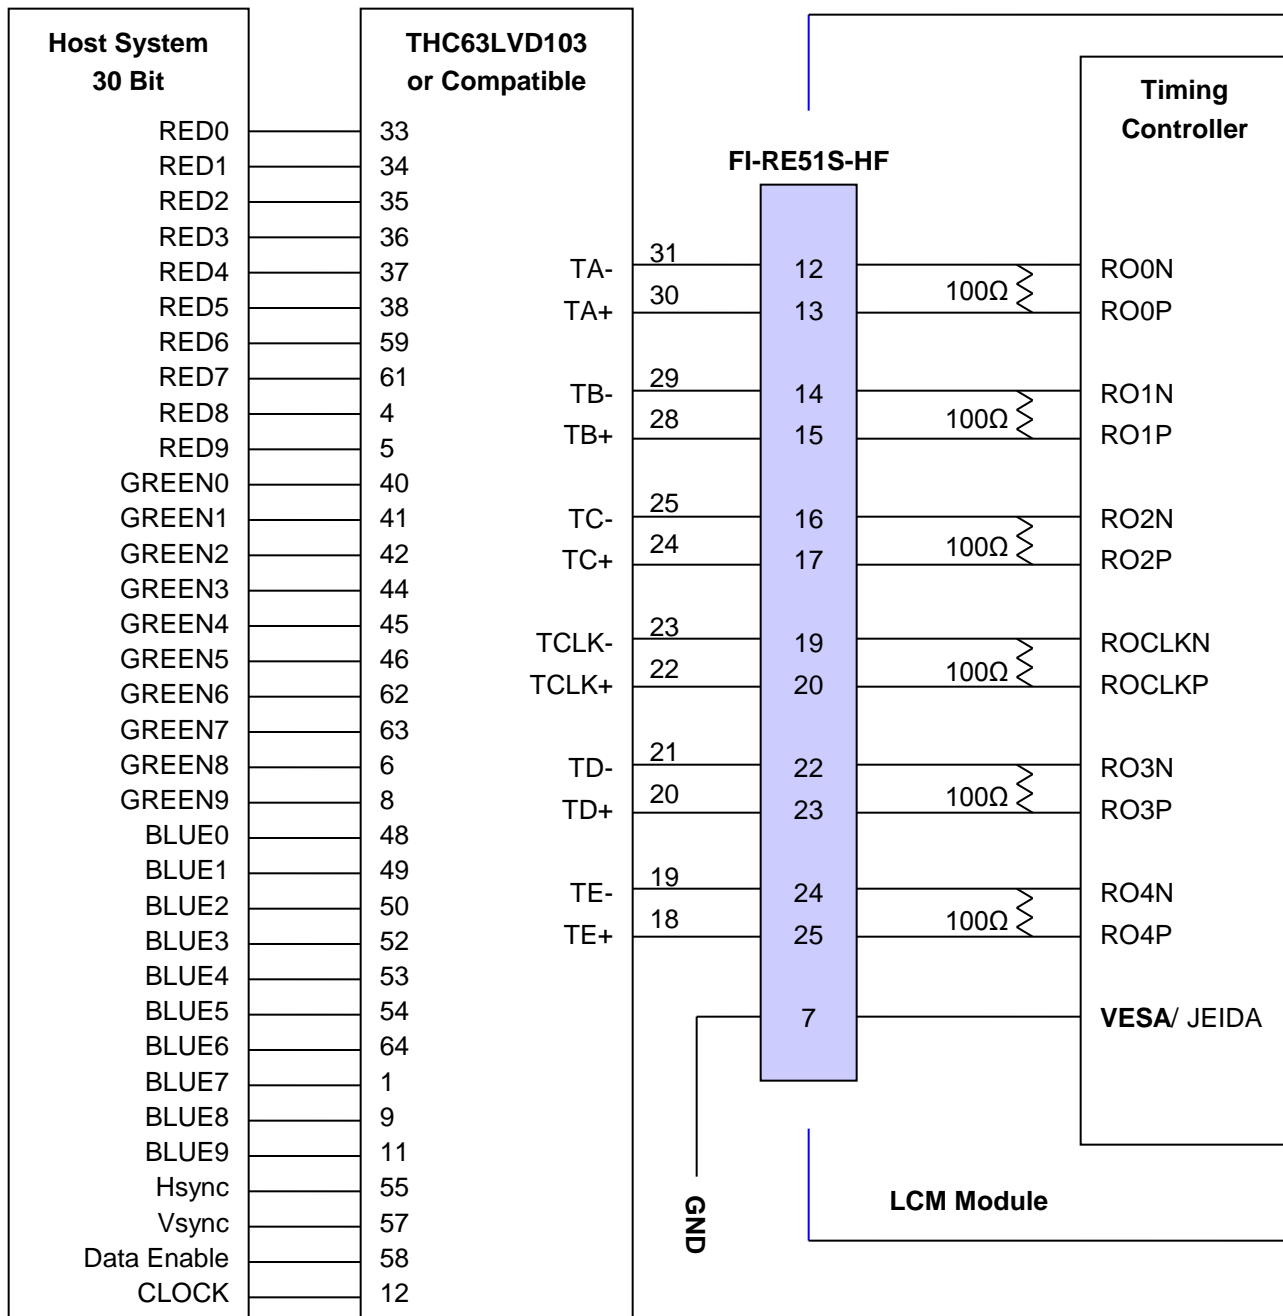 Host System
30 Bit
RED0
RED1
RED2
RED3
RED4
RED5
RED6
RED7
RED8
RED9
GREEN0
GREEN1
GREEN2
GREEN3
GREEN4
GREEN5
GREEN6
GREEN7
GREEN8
GREEN9
BLUE0
BLUE1
BLUE2
BLUE3
BLUE4
BLUE5
BLUE6
BLUE7
BLUE8
BLUE9
Hsync
Vsync
Data Enable
CLOCK
THC63LVD103
or Compatible
33
34
35
36
37
38
59
61
4
5
40
41
42
44
45
46
62
63
6
8
48
49
50
52
53
54
64
1
9
11
55
57
58
12
TA-
TA+
TB-
TB+
TC-
TC+
TCLK-
TCLK+
TD-
TD+
TE-
TE+
31
30
29
28
25
24
23
22
21
20
19
18
FI-RE51S-HF
12
13
14
15
16
17
19
20
22
23
24
25
7
GND
100Ω
100Ω
100Ω
100Ω
100Ω
100Ω
Timing
Controller
RO0N
RO0P
RO1N
RO1P
RO2N
RO2P
ROCLKN
ROCLKP
RO3N
RO3P
RO4N
RO4P
VESA/ JEIDA
LCM Module